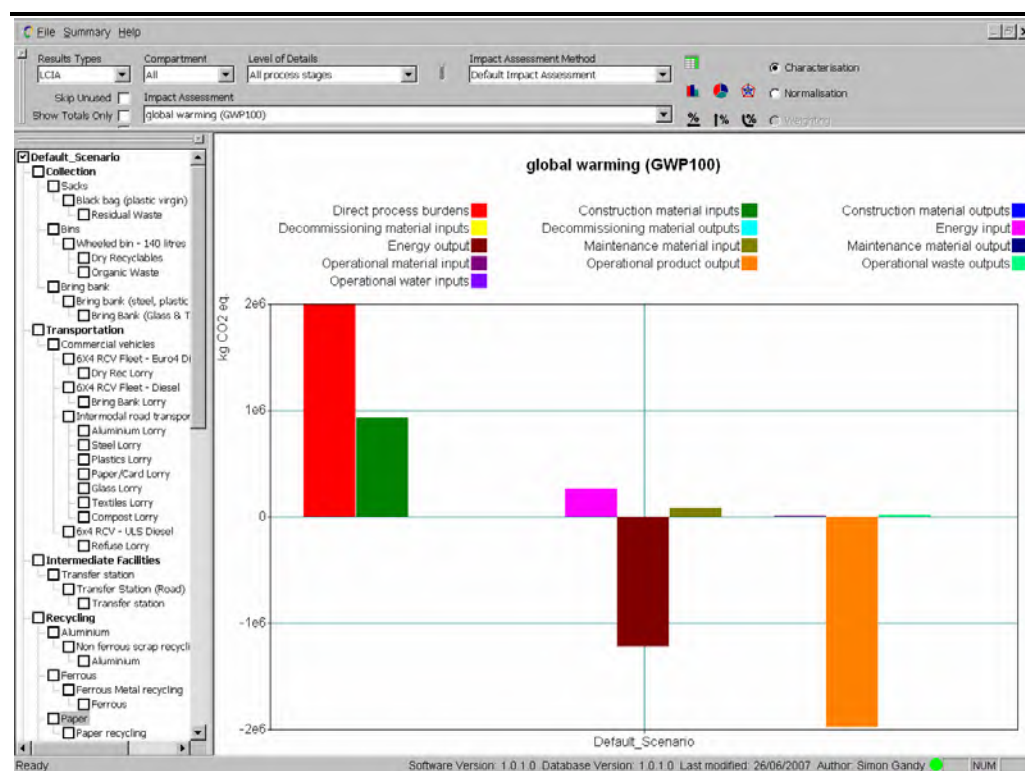 File Summary Help
Results Types Compartment Level of Details Impact Assessment Method
LCIA All All process stages Default Impact Assessment
Characterisation
Skip Unused Impact Assessment Normalisation
Show Totals Only global warming (GWP100) Weighting
Default_Scenario
Collection
Sacks
Black bag (plastic virgin)
Residual Waste
Bins
Wheeled bin - 140 litres
Dry Recyclables
Organic Waste
Bring bank
Bring bank (steel, plastic
Bring Bank (Glass & T
Transportation
Commercial vehicles
6X4 RCV Fleet - Euro4 Di
Dry Rec Lorry
6X4 RCV Fleet - Diesel
Bring Bank Lorry
Intermodal road transpor
Aluminium Lorry
Steel Lorry
Plastics Lorry
Paper/Card Lorry
Glass Lorry
Textiles Lorry
Compost Lorry
6x4 RCV - ULS Diesel
Refuse Lorry
Intermediate Facilities
Transfer station
Transfer Station (Road)
Transfer station
Recycling
Aluminium
Non ferrous scrap recycli
Aluminium
Ferrous
Ferrous Metal recycling
Ferrous
Paper
Paper recycling
global warming (GWP100)
Direct process burdens Construction material inputs Construction material outputs
Decommissioning material inputs Decommissioning material outputs Energy input
Energy output Maintenance material input Maintenance material output
Operational material input Operational product output Operational waste outputs
Operational water inputs
kg CO2 eq.
2e6
1e6
0
-1e6
-2e6
Default_Scenario
Ready Software Version: 1.0.1.0 Database Version: 1.0.1.0 Last modified: 26/06/2007 Author: Simon Gandy NUM